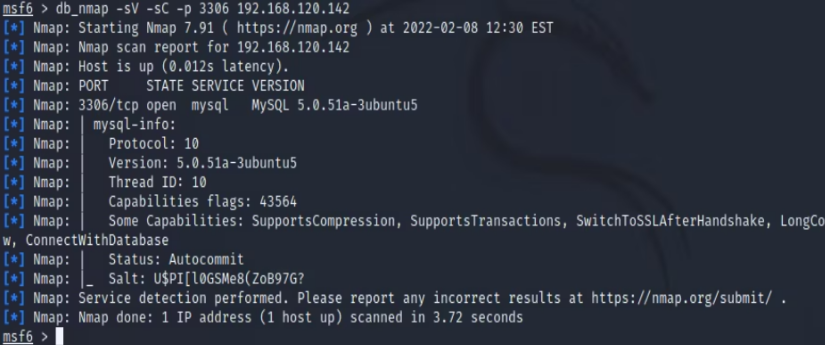 msf6 > db_nmap -sV -sC -p 3306 192.168.120.142
[*] Nmap: Starting Nmap 7.91 ( https://nmap.org ) at 2022-02-08 12:30 EST
[*] Nmap: Nmap scan report for 192.168.120.142
[*] Nmap: Host is up (0.012s latency).
[*] Nmap: PORT     STATE SERVICE VERSION
[*] Nmap: 3306/tcp open  mysql   MySQL 5.0.51a-3ubuntu5
[*] Nmap: | mysql-info:
[*] Nmap: |   Protocol: 10
[*] Nmap: |   Version: 5.0.51a-3ubuntu5
[*] Nmap: |   Thread ID: 10
[*] Nmap: |   Capabilities flags: 43564
[*] Nmap: |   Some Capabilities: SupportsCompression, SupportsTransactions, SwitchToSSLAfterHandshake, LongCo
w, ConnectWithDatabase
[*] Nmap: |   Status: Autocommit
[*] Nmap: |_  Salt: U$PI[l0GSMe8(ZoB97G?
[*] Nmap: Service detection performed. Please report any incorrect results at https://nmap.org/submit/ .
[*] Nmap: Nmap done: 1 IP address (1 host up) scanned in 3.72 seconds
msf6 >